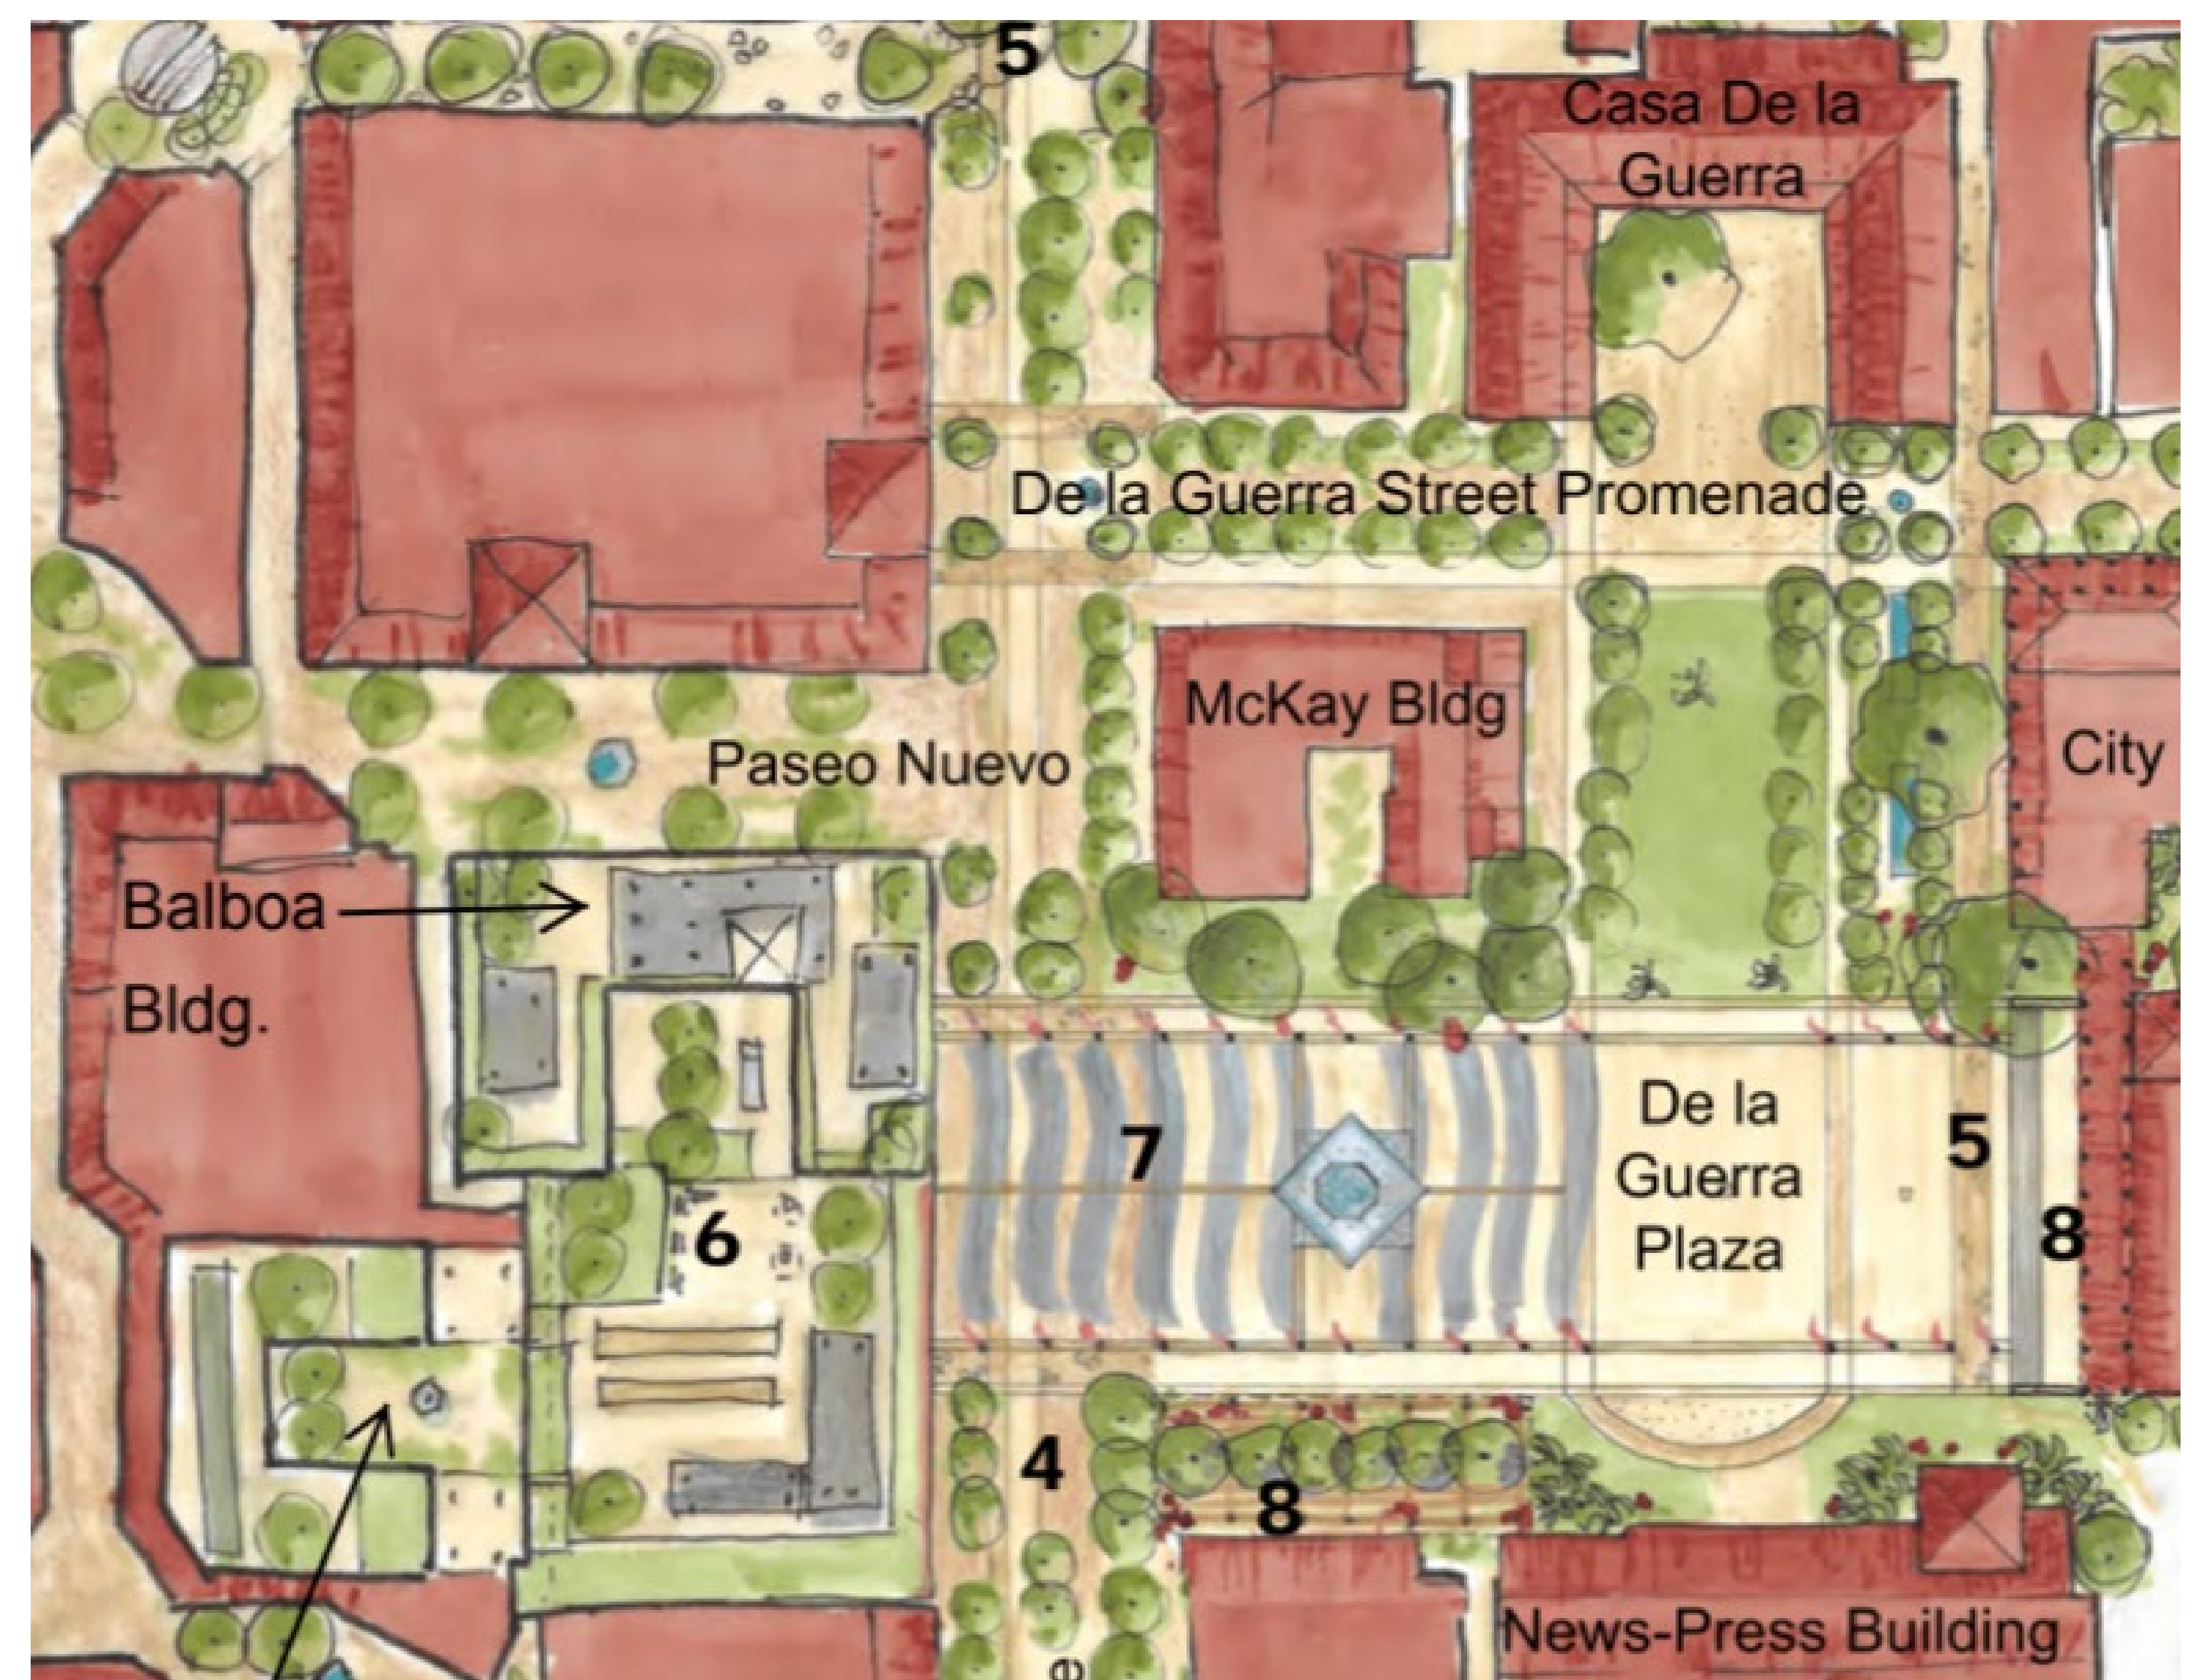 5
Casa De la
Guerra
De la Guerra Street Promenade
McKay Bldg
City
Paseo Nuevo
Balboa
Bldg.
De la
Guerra
Plaza
7
5
6
8
4
8
News-Press Building
e